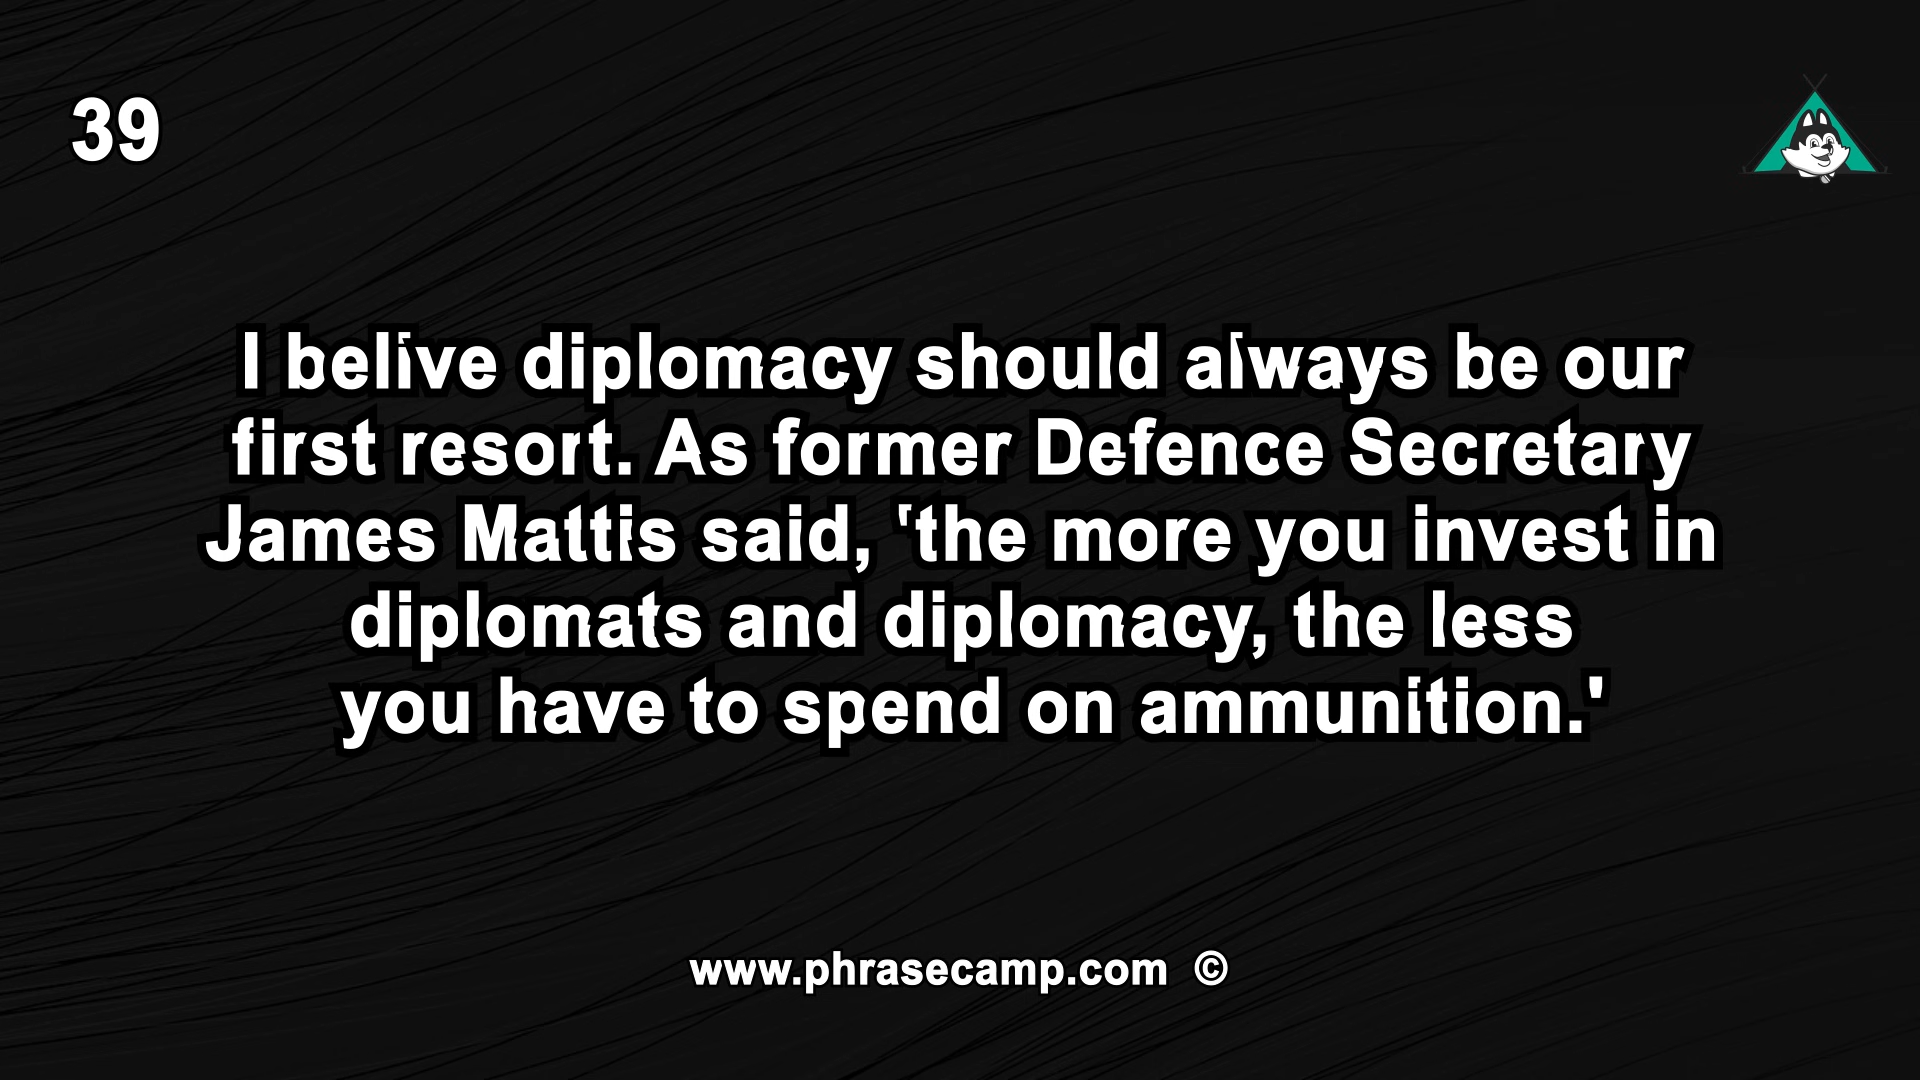 39
I belive diplomacy should always be our
first resort. As former Defence Secretary
James Mattis said, 'the more you invest in
diplomats and diplomacy, the less
you have to spend on ammunition.'
www.phrasecamp.com ©